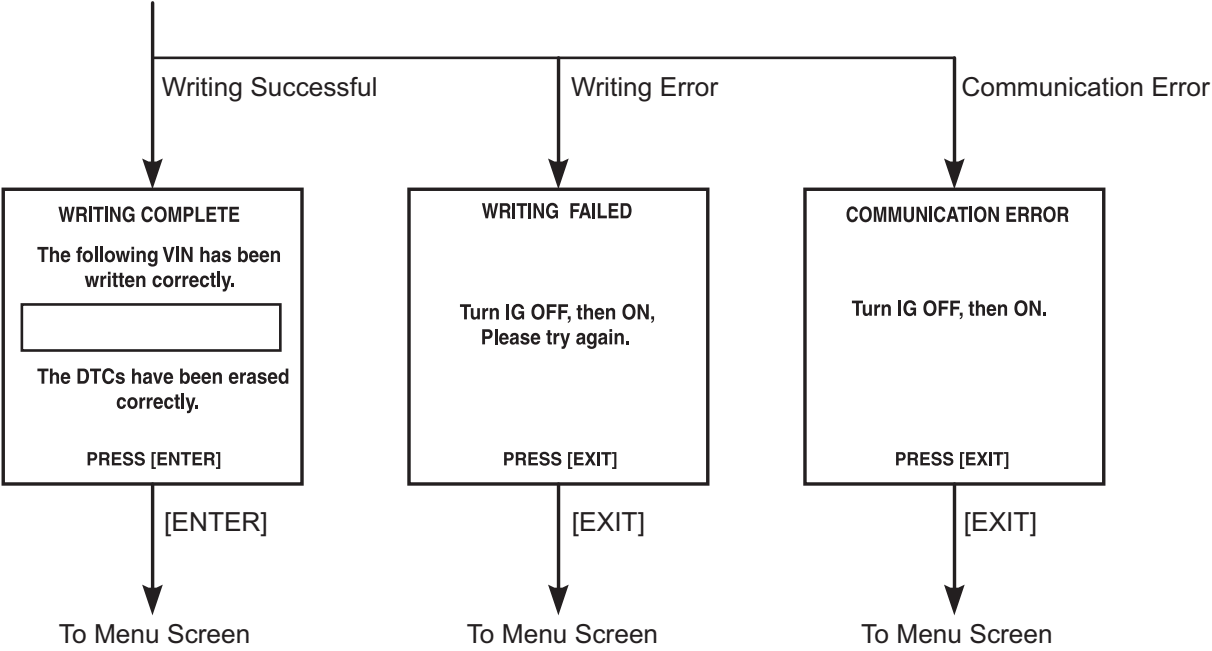 Writing Successful
Writing Error
Communication Error
WRITING COMPLETE
The following VIN has been
written correctly.
The DTCs have been erased
correctly.
PRESS [ENTER]
WRITING FAILED
Turn IG OFF, then ON,
Please try again.
PRESS [EXIT]
COMMUNICATION ERROR
Turn IG OFF, then ON.
PRESS [EXIT]
[ENTER]
[EXIT]
[EXIT]
To Menu Screen
To Menu Screen
To Menu Screen